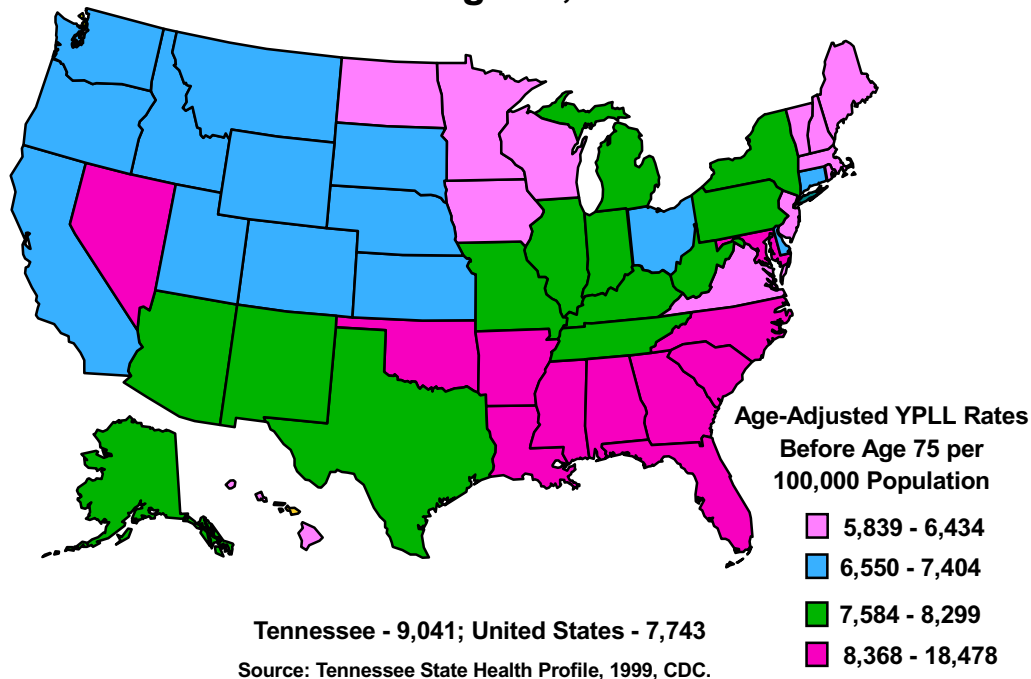 Age-Adjusted YPLL Rates
Before Age 75 per
100,000 Population
5,839 - 6,434
6,550 - 7,404
7,584 - 8,299
8,368 - 18,478
Tennessee - 9,041; United States - 7,743
Source: Tennessee State Health Profile, 1999, CDC.